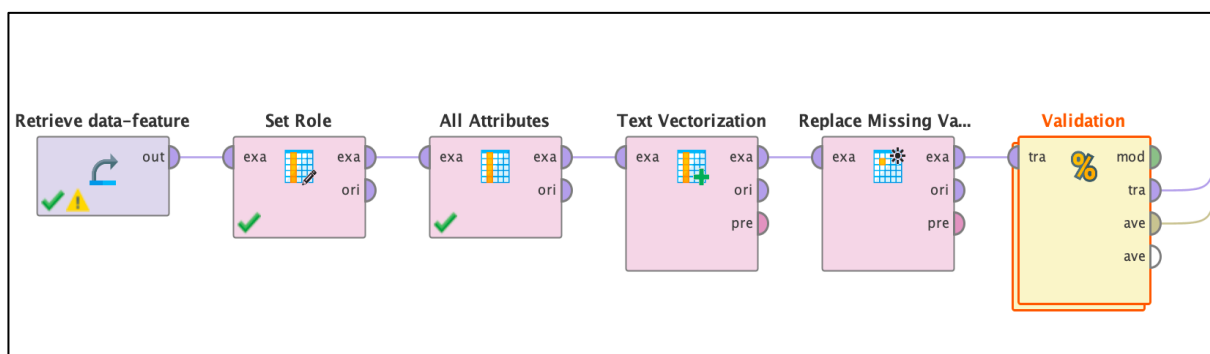 Retrieve data-feature
out
Set Role
exa
exa
ori
All Attributes
exa
exa
ori
Text Vectorization
exa
exa
ori
pre
Replace Missing Va...
exa
exa
ori
pre
Validation
%
tra
mod
tra
ave
ave